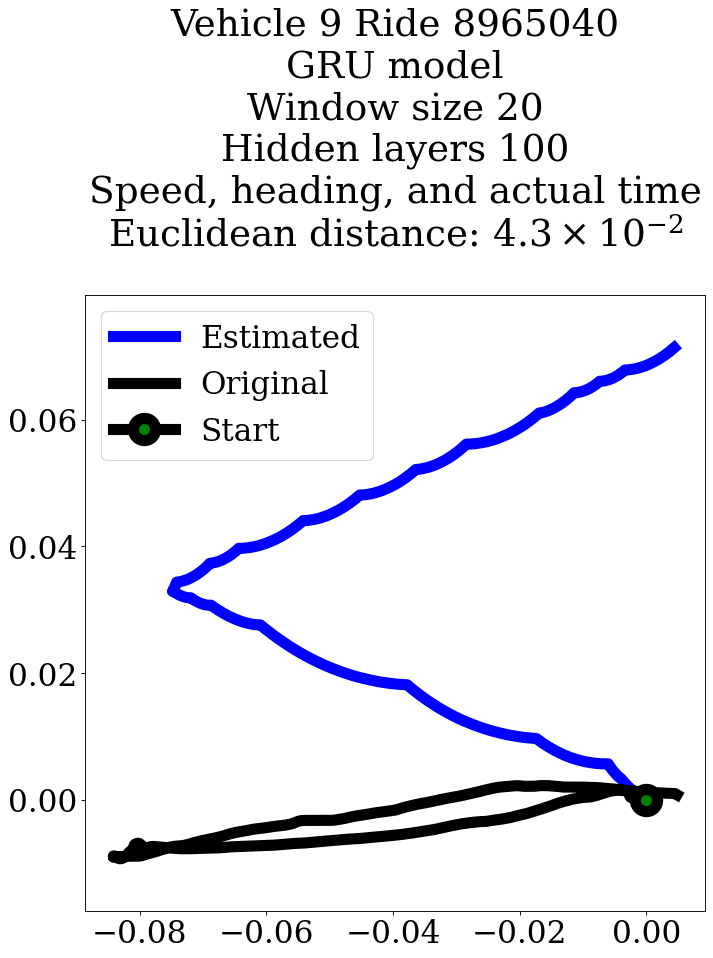 Vehicle 9 Ride 8965040
GRU model
Window size 20
Hidden layers 100
Speed, heading, and actual time
Euclidean distance: 4.3 × 10⁻²
Estimated
Original
Start
0.06
0.04
0.02
0.00
−0.08 −0.06 −0.04 −0.02 0.00